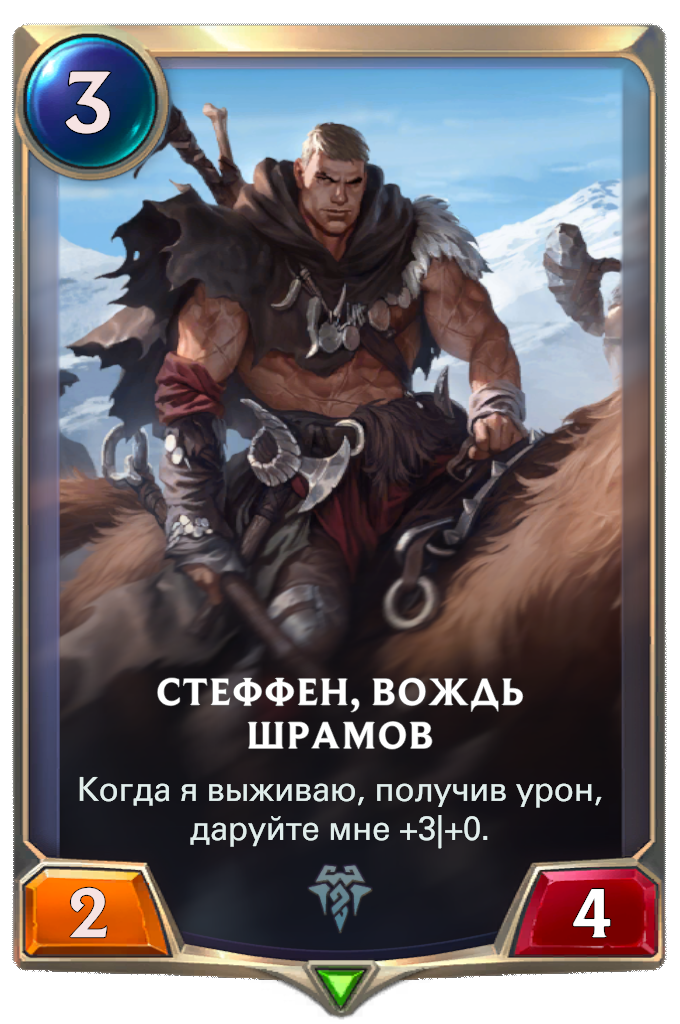 3
СТЕФФЕН, ВОЖДЬ
ШРАМОВ
Когда я выживаю, получив урон,
даруйте мне +3|+0.
2
4